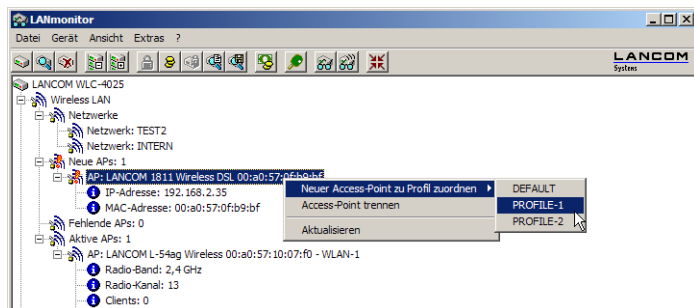 LANmonitor
Datei Gerät Ansicht Extras ?
LANCOM
Systems
LANCOM WLC-4025
Wireless LAN
Netzwerke
Netzwerk: TEST2
Netzwerk: INTERN
Neue APs: 1
AP: LANCOM 1811 Wireless DSL 00:a0:57:0f:b9:bf
Neuer Access-Point zu Profil zuordnen
DEFAULT
IP-Adresse: 192.168.2.35
Access-Point trennen
PROFILE-1
MAC-Adresse: 00:a0:57:0f:b9:bf
PROFILE-2
Fehlende APs: 0
Aktualisieren
Aktive APs: 1
AP: LANCOM L-54ag Wireless 00:a0:57:10:07:f0 - WLAN-1
Radio-Band: 2,4 GHz
Radio-Kanal: 13
Clients: 0